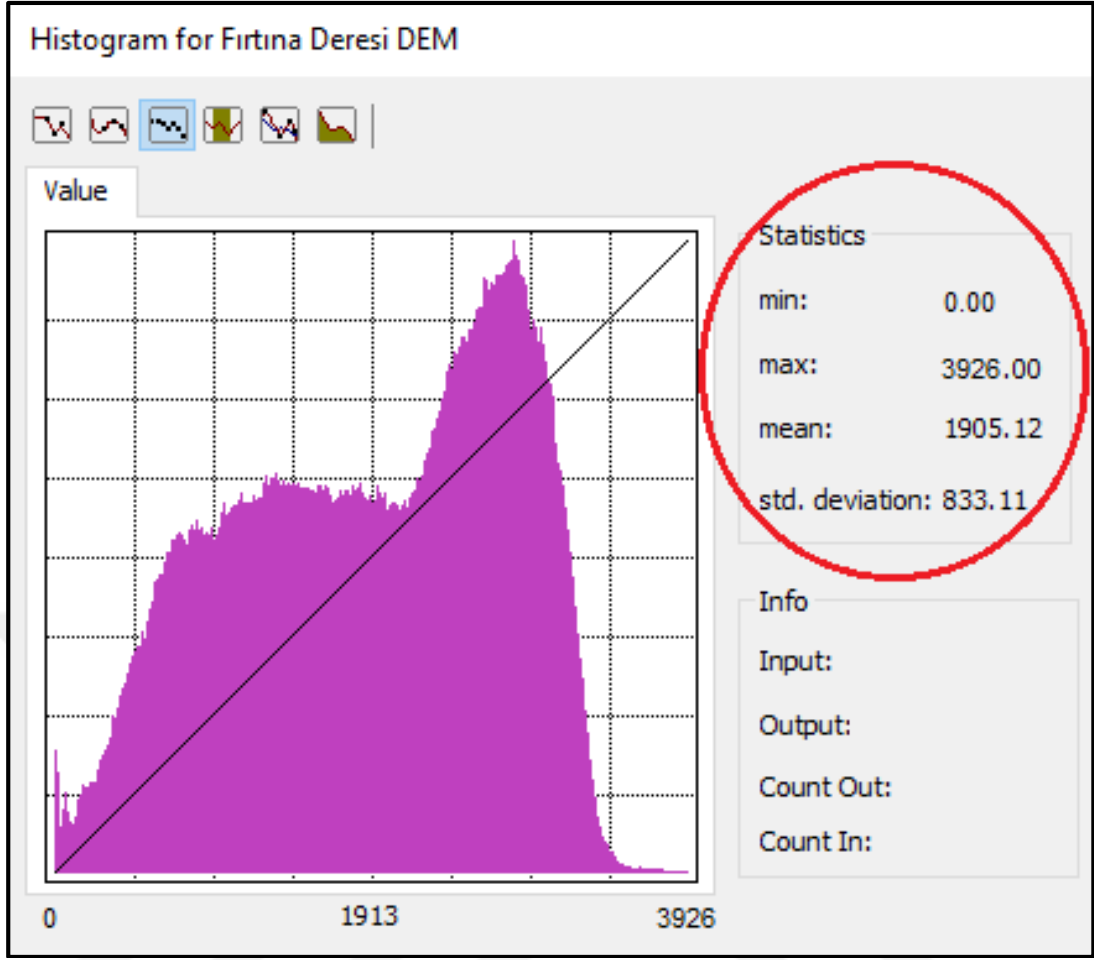 Histogram for Fırtına Deresi DEM
Value
Statistics
min: 0.00
max: 3926.00
mean: 1905.12
std. deviation: 833.11
Info
Input:
Output:
Count Out:
Count In:
0 1913 3926